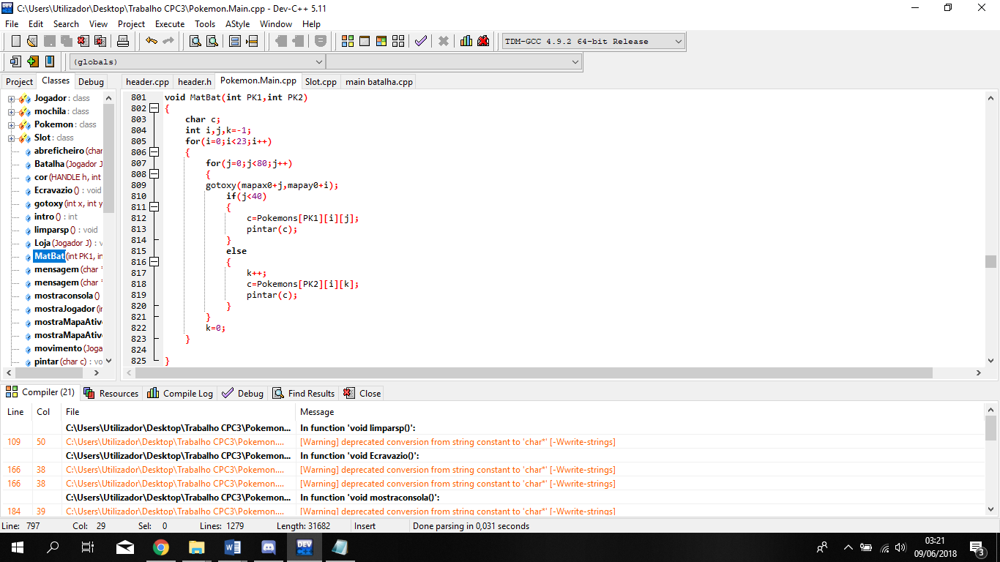 C:\Users\Utilizador\Desktop\Trabalho CPC3\Pokemon.Main.cpp - Dev-C++ 5.11
File Edit Search View Project Execute Tools AStyle Window Help
TDM-GCC 4.9.2 64-bit Release
(globals)
Project Classes Debug
header.cpp header.h Pokemon.Main.cpp Slot.cpp main batalha.cpp
Jogador : class
mochila : class
Pokemon : class
Slot : class
abreficheiro (char
Batalha (Jogador J
cor (HANDLE h, int
Ecravazio () : void
gotoxy (int x, int y
intro () : int
limparsp () : void
Loja (Jogador J) : v
MatBat (int PK1, in
mensagem (char *
mensagem (char *
mostraconsola ()
mostraJogador (in
mostraMapaAtiv
mostraMapaAtiv
movimento (Joga
pintar (char c) : vo
801 void MatBat(int PK1,int PK2)
802 {
803 char c;
804 int i,j,k=-1;
805 for(i=0;i<23;i++)
806 {
807 for(j=0;j<80;j++)
808 {
809 gotoxy(mapax0+j,mapay0+i);
810 if(j<40)
811 {
812 c=Pokemons[PK1][i][j];
813 pintar(c);
814 }
815 else
816 {
817 k++;
818 c=Pokemons[PK2][i][k];
819 pintar(c);
820 }
821 }
822 k=0;
823 }
824
825 }
Compiler (21) Resources Compile Log Debug Find Results Close
Line Col File Message
C:\Users\Utilizador\Desktop\Trabalho CPC3\Pokemon... In function 'void limparsp()':
109 50 C:\Users\Utilizador\Desktop\Trabalho CPC3\Pokemon.... [Warning] deprecated conversion from string constant to 'char*' [-Wwrite-strings]
C:\Users\Utilizador\Desktop\Trabalho CPC3\Pokemon... In function 'void Ecravazio()':
166 38 C:\Users\Utilizador\Desktop\Trabalho CPC3\Pokemon.... [Warning] deprecated conversion from string constant to 'char*' [-Wwrite-strings]
166 38 C:\Users\Utilizador\Desktop\Trabalho CPC3\Pokemon.... [Warning] deprecated conversion from string constant to 'char*' [-Wwrite-strings]
C:\Users\Utilizador\Desktop\Trabalho CPC3\Pokemon... In function 'void mostraconsola()':
184 39 C:\Users\Utilizador\Desktop\Trabalho CPC3\Pokemon.... [Warning] deprecated conversion from string constant to 'char*' [-Wwrite-strings]
Line: 797 Col: 29 Sel: 0 Lines: 1279 Length: 31682 Insert Done parsing in 0,031 seconds
DEV
03:21
09/06/2018
3